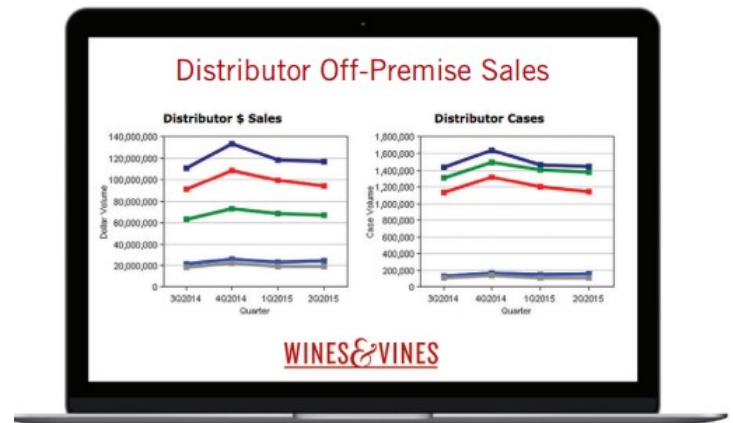 Distributor Off-Premise Sales
Distributor $ Sales
140,000,000
120,000,000
100,000,000
80,000,000
60,000,000
40,000,000
20,000,000
0
Dollar Volume
3Q2014 4Q2014 1Q2015 2Q2015
Quarter
Distributor Cases
1,800,000
1,600,000
1,400,000
1,200,000
1,000,000
800,000
600,000
400,000
200,000
0
Case Volume
3Q2014 4Q2014 1Q2015 2Q2015
Quarter
WINES&VINES